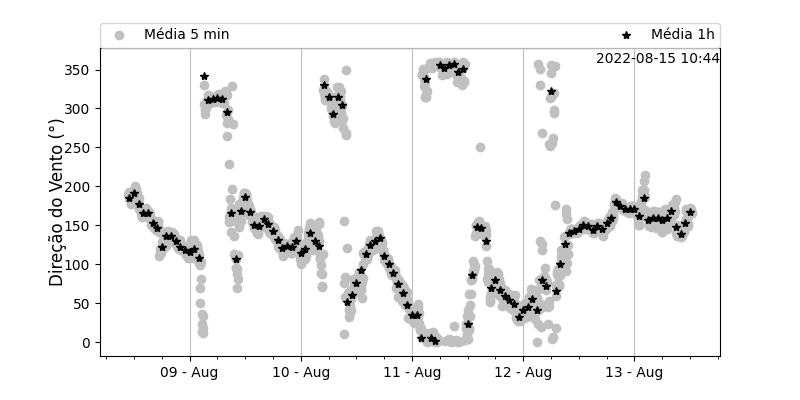 Média 5 min
Média 1h
2022-08-15 10:44
Direção do Vento (°)
350
300
250
200
150
100
50
0
09 - Aug
10 - Aug
11 - Aug
12 - Aug
13 - Aug